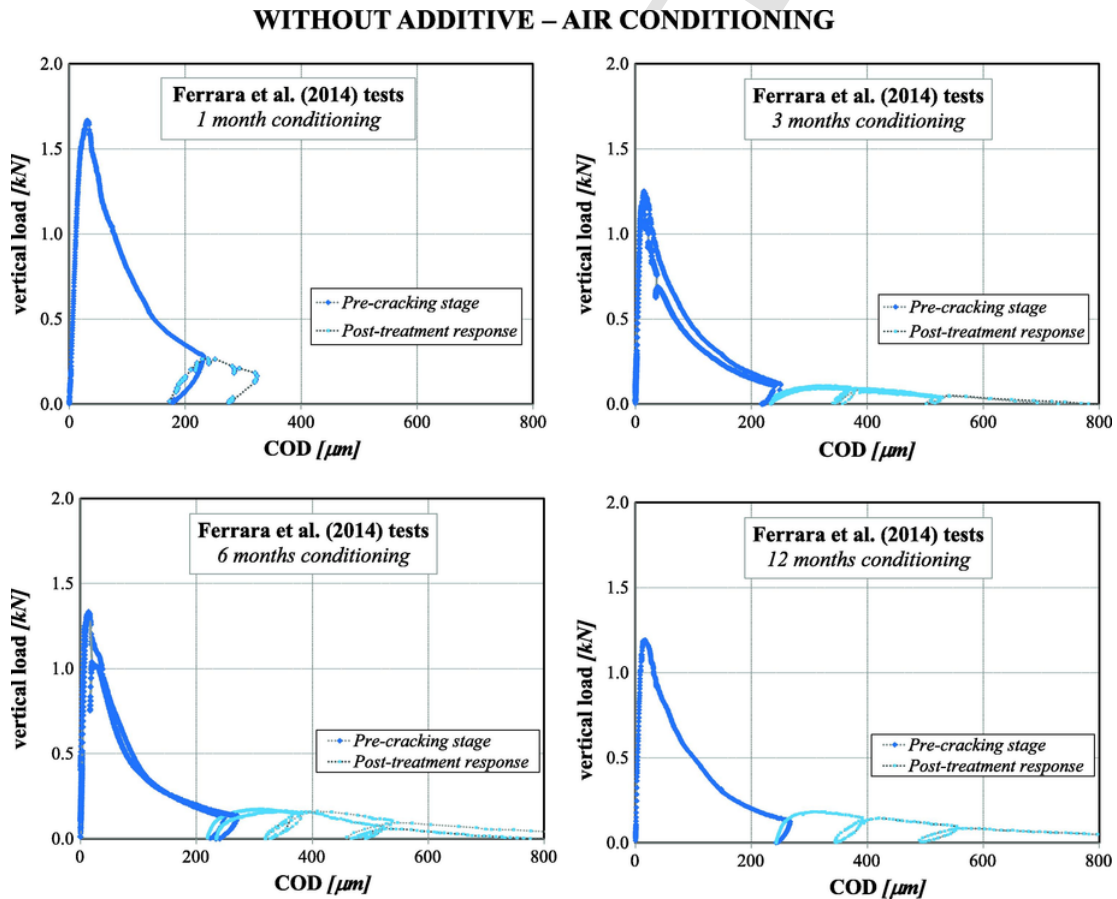 WITHOUT ADDITIVE – AIR CONDITIONING
2.0
1.5
1.0
0.5
0.0
vertical load [kN]
Ferrara et al. (2014) tests
1 month conditioning
Pre-cracking stage
Post-treatment response
0
200
400
600
800
COD [μm]
2.0
1.5
1.0
0.5
0.0
vertical load [kN]
Ferrara et al. (2014) tests
3 months conditioning
Pre-cracking stage
Post-treatment response
0
200
400
600
800
COD [μm]
2.0
1.5
1.0
0.5
0.0
vertical load [kN]
Ferrara et al. (2014) tests
6 months conditioning
Pre-cracking stage
Post-treatment response
0
200
400
600
800
COD [μm]
2.0
1.5
1.0
0.5
0.0
vertical load [kN]
Ferrara et al. (2014) tests
12 months conditioning
Pre-cracking stage
Post-treatment response
0
200
400
600
800
COD [μm]